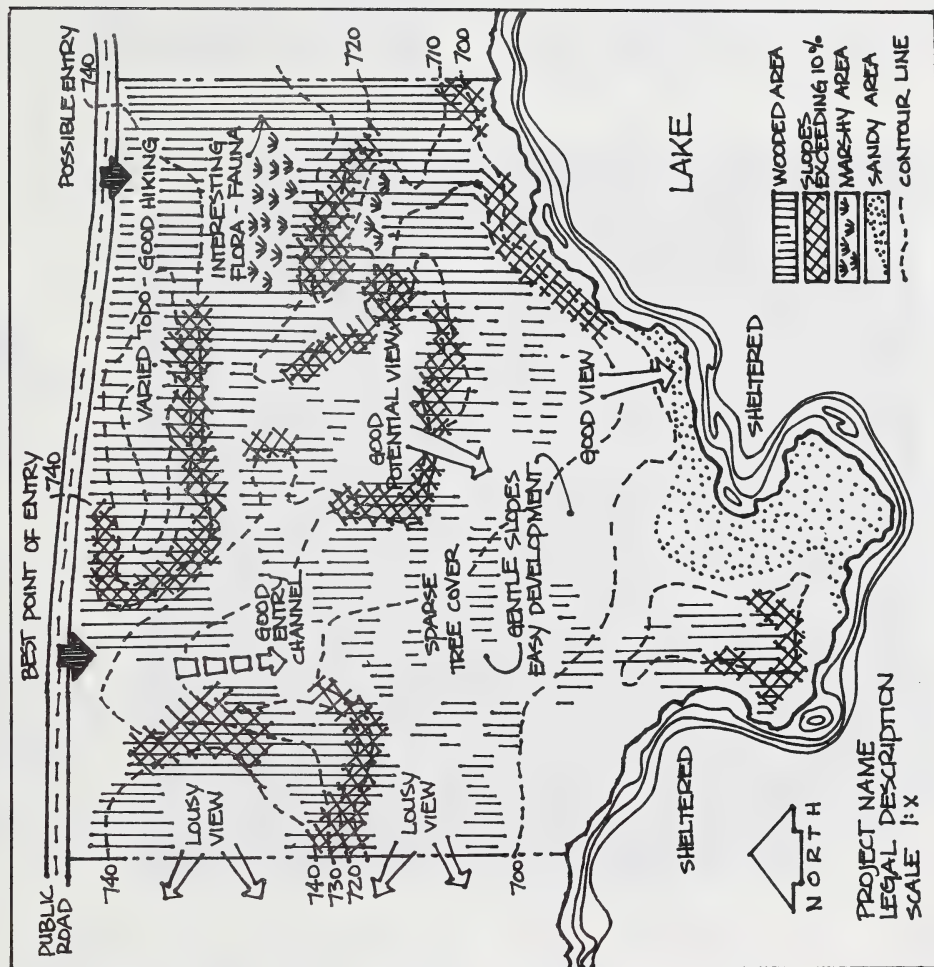 PUBLIC
ROAD
BEST POINT OF ENTRY
740
POSSIBLE ENTRY
740
740
VARIED TOPO - GOOD HIKING
INTERESTING
FLORA - FAUNA
LOUSY
VIEW
GOOD
ENTRY
CHANNEL
740
730
720
720
710
700
GOOD
POTENTIAL VIEW
LOUSY
VIEW
SPARSE
TREE COVER
GENTLE SLOPES
EASY DEVELOPMENT
700
GOOD VIEW
LAKE
SHELTERED
SHELTERED
NORTH
PROJECT NAME
LEGAL DESCRIPTION
SCALE 1:X
WOODED AREA
SLOPES
EXCEEDING 10%
MARSHY AREA
SANDY AREA
CONTOUR LINE